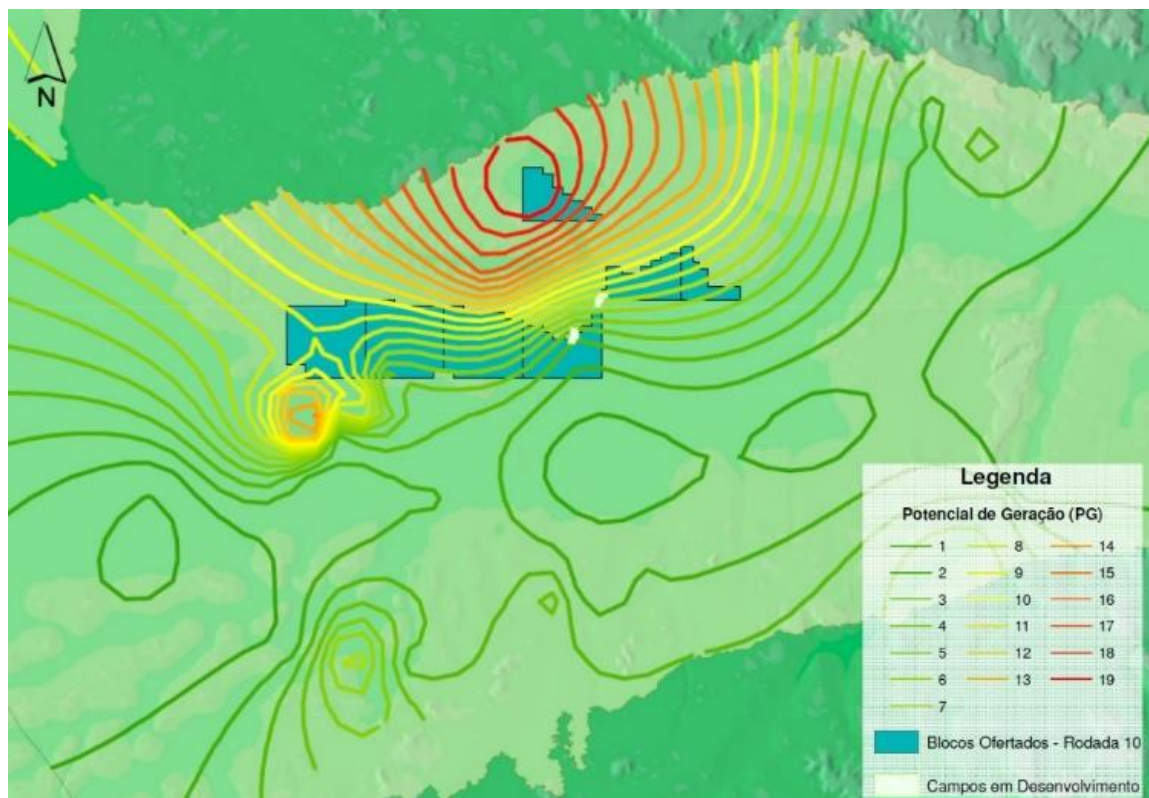 N
Legenda
Potencial de Geração (PG)
1 8 14
2 9 15
3 10 16
4 11 17
5 12 18
6 13 19
7
Blocos Ofertados - Rodada 10
Campos em Desenvolvimento